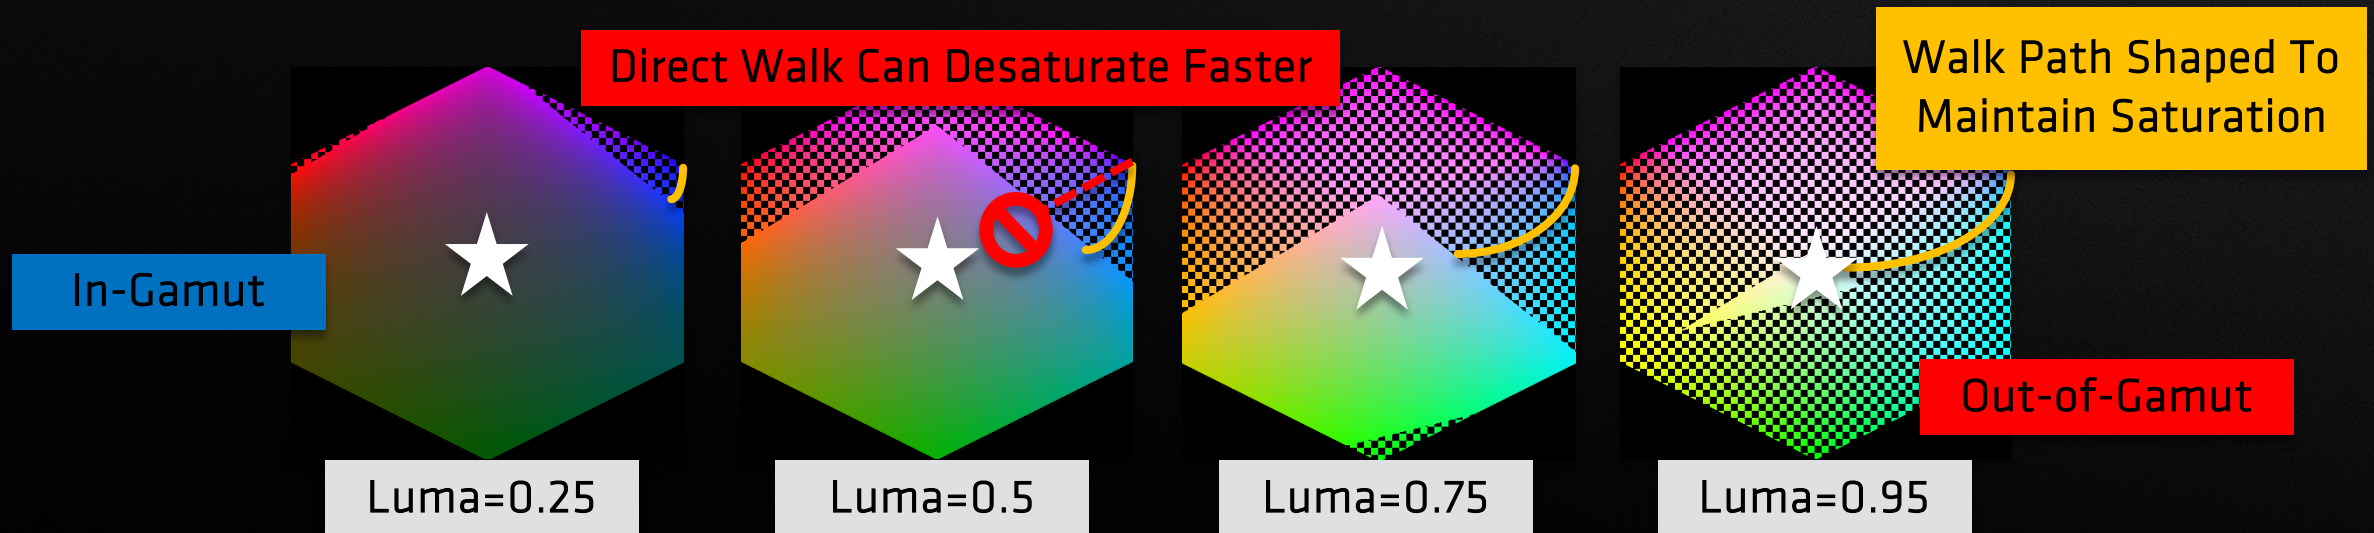 Direct Walk Can Desaturate Faster
Walk Path Shaped To
Maintain Saturation
In-Gamut
Out-of-Gamut
Luma=0.25
Luma=0.5
Luma=0.75
Luma=0.95